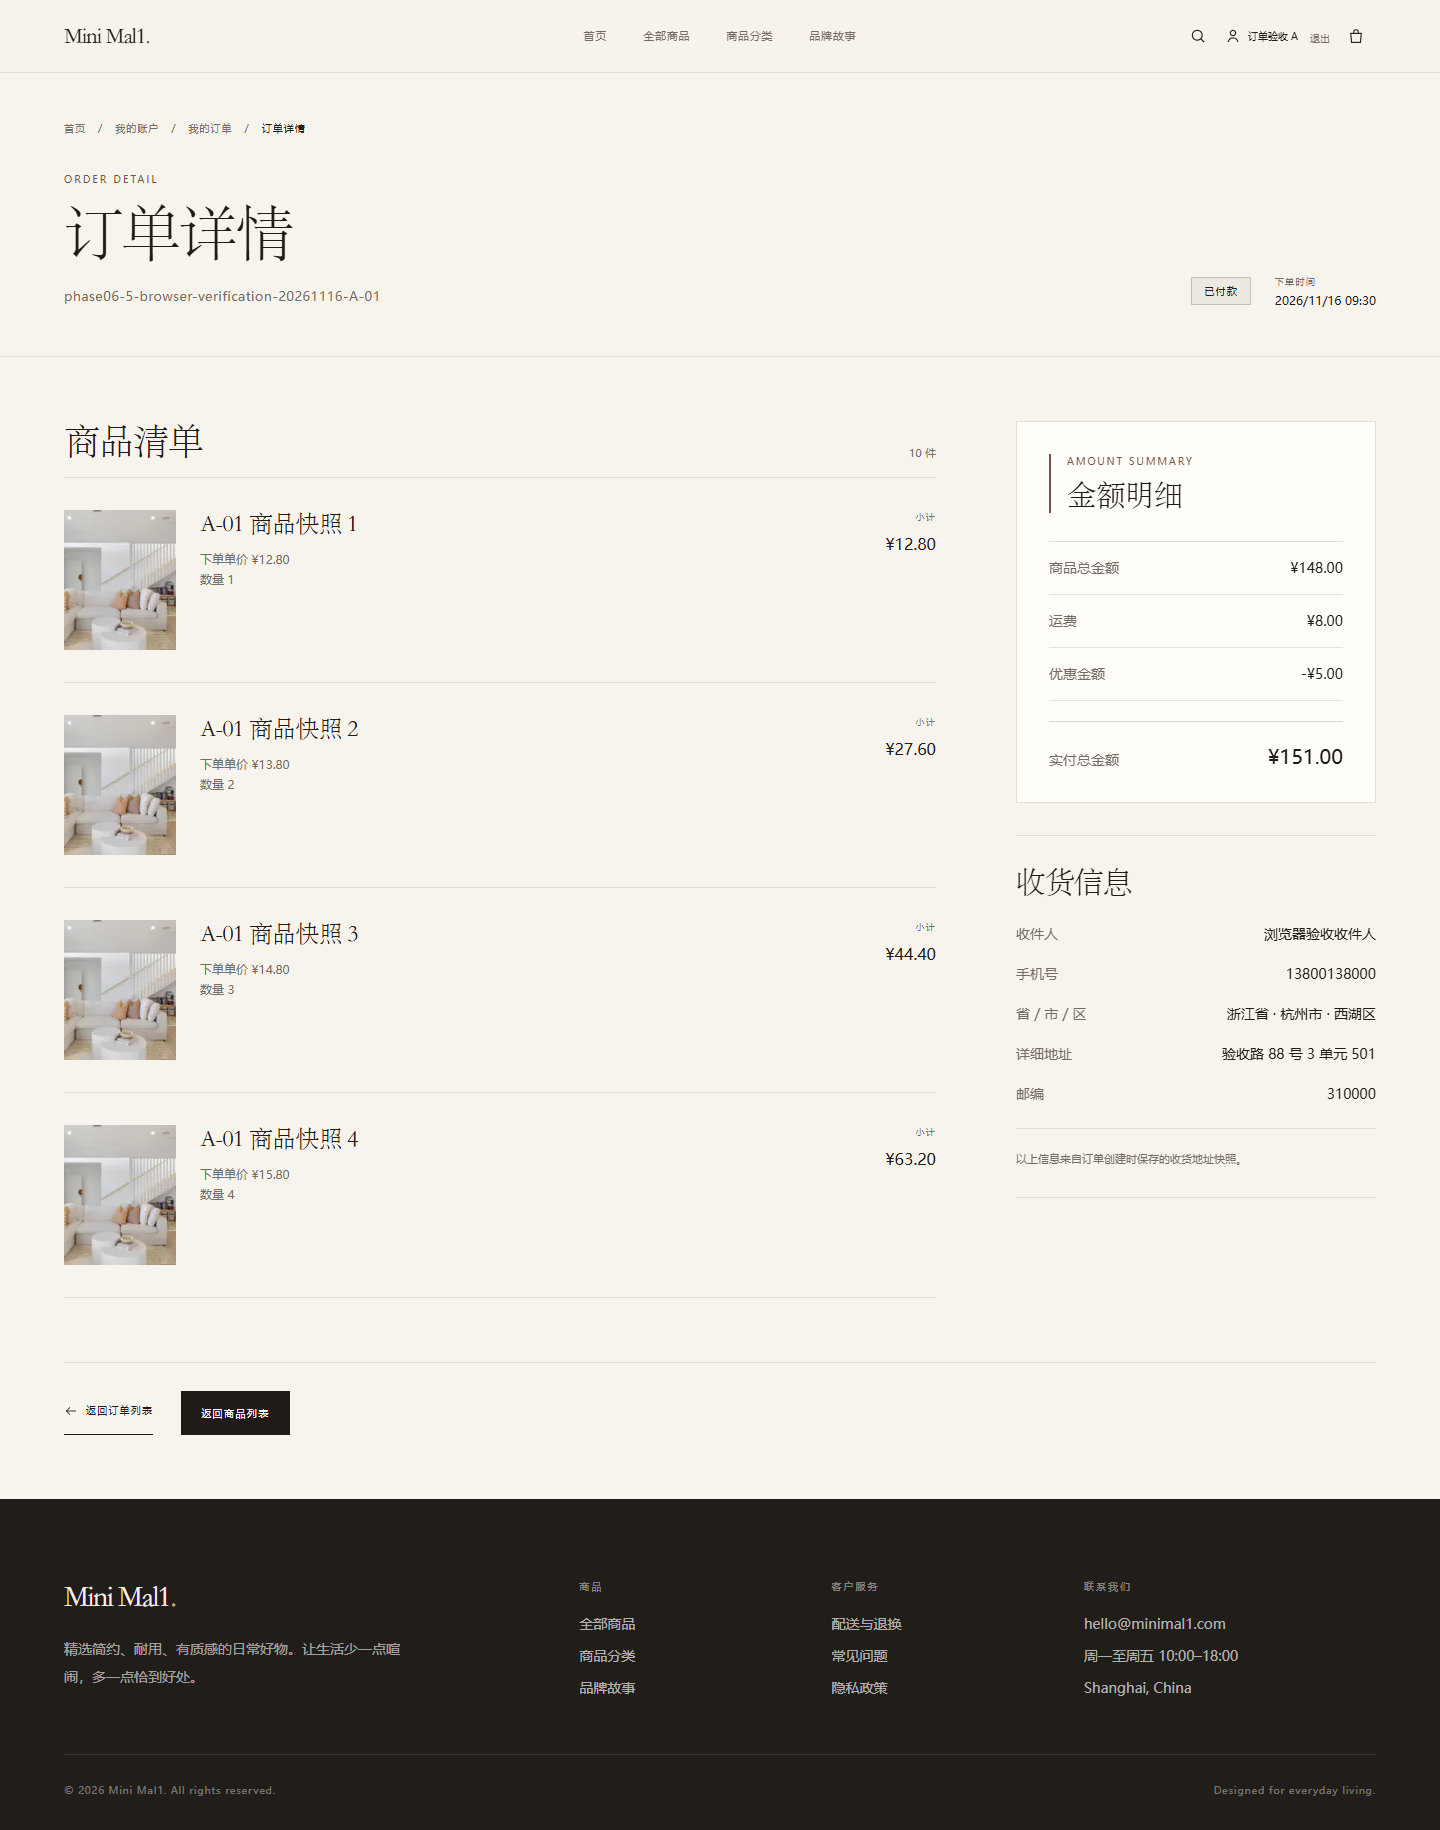 Mini Mal1.
首页 全部商品 商品分类 品牌故事
订单验收 A 退出
首页 / 我的账户 / 我的订单 / 订单详情
ORDER DETAIL
订单详情
phase06-5-browser-verification-20261116-A-01
已付款
下单时间
2026/11/16 09:30
商品清单
10 件
A-01 商品快照 1
下单单价 ¥12.80
数量 1
小计
¥12.80
A-01 商品快照 2
下单单价 ¥13.80
数量 2
小计
¥27.60
A-01 商品快照 3
下单单价 ¥14.80
数量 3
小计
¥44.40
A-01 商品快照 4
下单单价 ¥15.80
数量 4
小计
¥63.20
AMOUNT SUMMARY
金额明细
商品总金额 ¥148.00
运费 ¥8.00
优惠金额 -¥5.00
实付总金额 ¥151.00
收货信息
收件人 浏览器验收收件人
手机号 13800138000
省 / 市 / 区 浙江省 · 杭州市 · 西湖区
详细地址 验收路 88 号 3 单元 501
邮编 310000
以上信息来自订单创建时保存的收货地址快照。
← 返回订单列表
返回商品列表
Mini Mal1.
精选简约、耐用、有质感的日常好物。让生活少一点喧
闹，多一点恰到好处。
商品
全部商品
商品分类
品牌故事
客户服务
配送与退换
常见问题
隐私政策
联系我们
hello@minimal1.com
周一至周五 10:00–18:00
Shanghai, China
© 2026 Mini Mal1. All rights reserved.
Designed for everyday living.